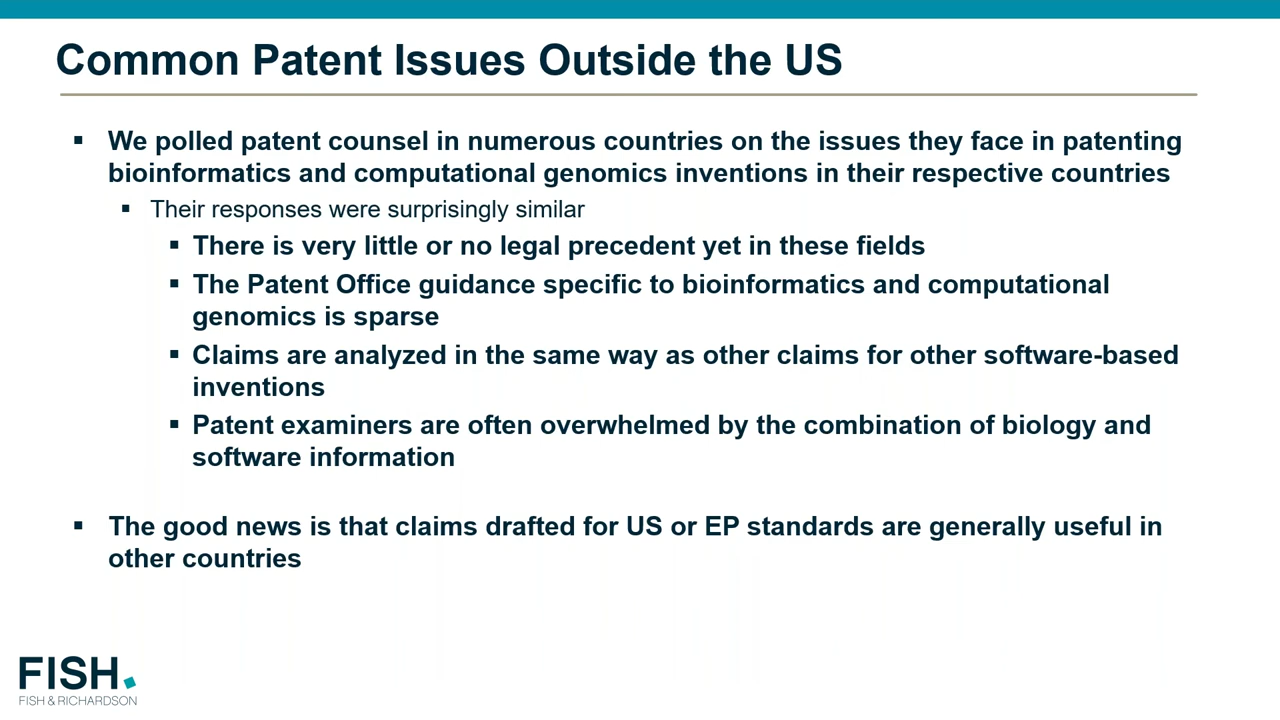 Common Patent Issues Outside the US
▪ We polled patent counsel in numerous countries on the issues they face in patenting
bioinformatics and computational genomics inventions in their respective countries
▪ Their responses were surprisingly similar
▪ There is very little or no legal precedent yet in these fields
▪ The Patent Office guidance specific to bioinformatics and computational
genomics is sparse
▪ Claims are analyzed in the same way as other claims for other software-based
inventions
▪ Patent examiners are often overwhelmed by the combination of biology and
software information
▪ The good news is that claims drafted for US or EP standards are generally useful in
other countries
FISH.
FISH & RICHARDSON